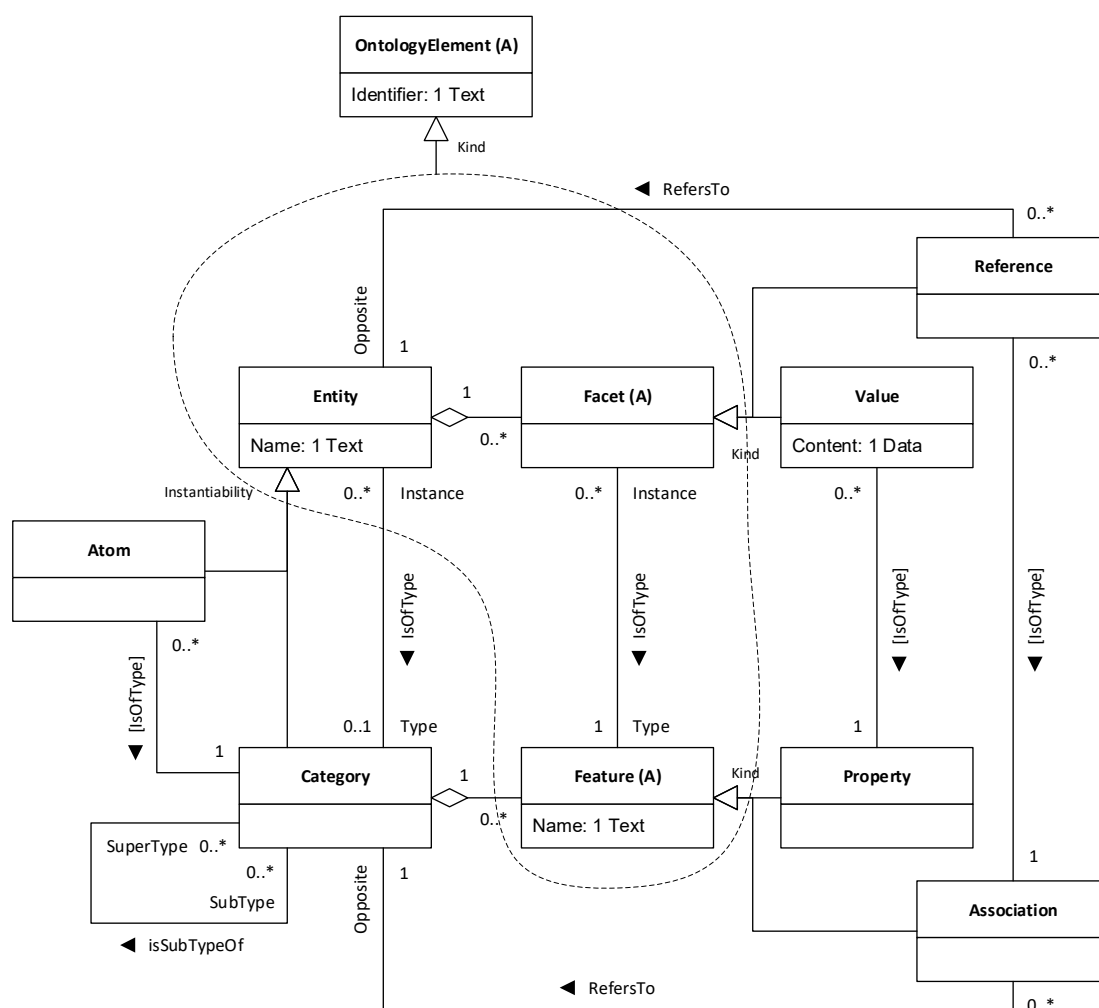 OntologyElement (A)
Identifier: 1 Text
Kind
◄ RefersTo
0..*
Reference
Opposite
1
0..*
Entity
1
Facet (A)
Value
Name: 1 Text
0..*
Kind
Content: 1 Data
Instantiability
0..*
Instance
0..*
Instance
0..*
Atom
0..*
[IsOfType]
IsOfType
IsOfType
[IsOfType]
[IsOfType]
1
0..1
Type
1
Type
1
Category
1
Feature (A)
Kind
Property
0..*
Name: 1 Text
SuperType 0..*
0..*
SubType
Opposite
1
1
Association
◄ isSubTypeOf
◄ RefersTo
0..*